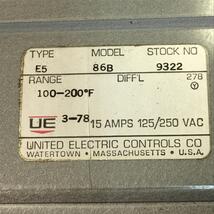 TYPE MODEL STOCK NO
E5 86B 9322
RANGE DIFF'L 278
100-200°F Y
UE 3-78 15 AMPS 125/250 VAC
UNITED ELECTRIC CONTROLS CO
WATERTOWN • MASSACHUSETTS • U.S.A.